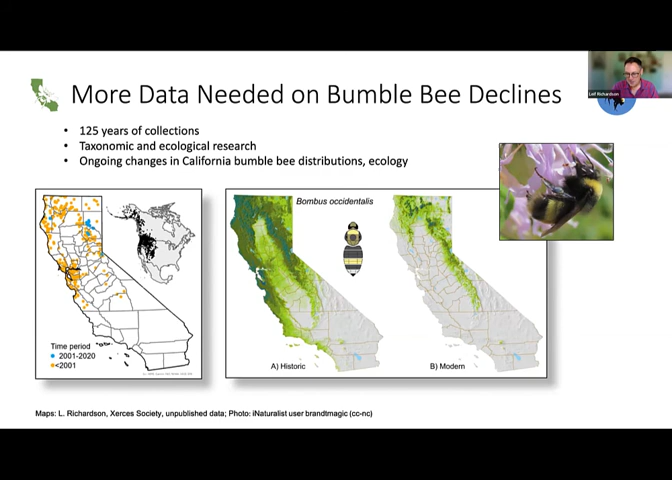 More Data Needed on Bumble Bee Declines
Leif Richardson
• 125 years of collections
• Taxonomic and ecological research
• Ongoing changes in California bumble bee distributions, ecology
Bombus occidentalis
Time period
2001-2020
<2001
A) Historic
B) Modern
Maps: L. Richardson, Xerces Society, unpublished data; Photo: iNaturalist user brandtmagic (cc-nc)